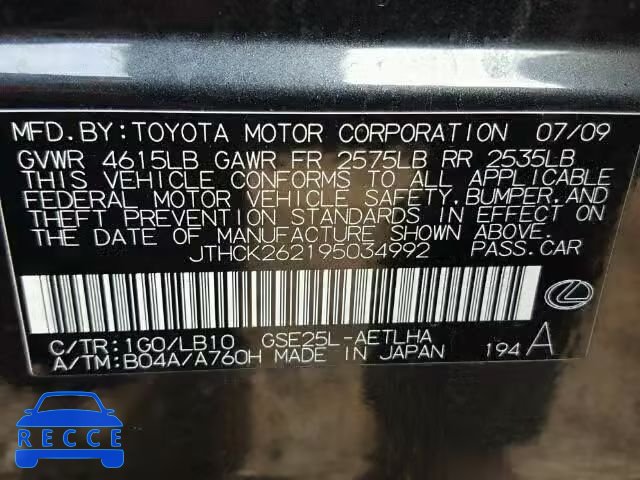 MFD.BY:TOYOTA MOTOR CORPORATION 07/09
GVWR 4615LB GAWR FR 2575LB RR 2535LB
THIS VEHICLE CONFORMS TO ALL APPLICABLE
FEDERAL MOTOR VEHICLE SAFETY,BUMPER,AND
THEFT PREVENTION STANDARDS IN EFFECT ON
THE DATE OF MANUFACTURE SHOWN ABOVE.
JTHCK262195034992 PASS.CAR
C/TR:1G0/LB10 GSE25L-AETLHA
A/TM:B04A/A760H MADE IN JAPAN 194 A
RECCE